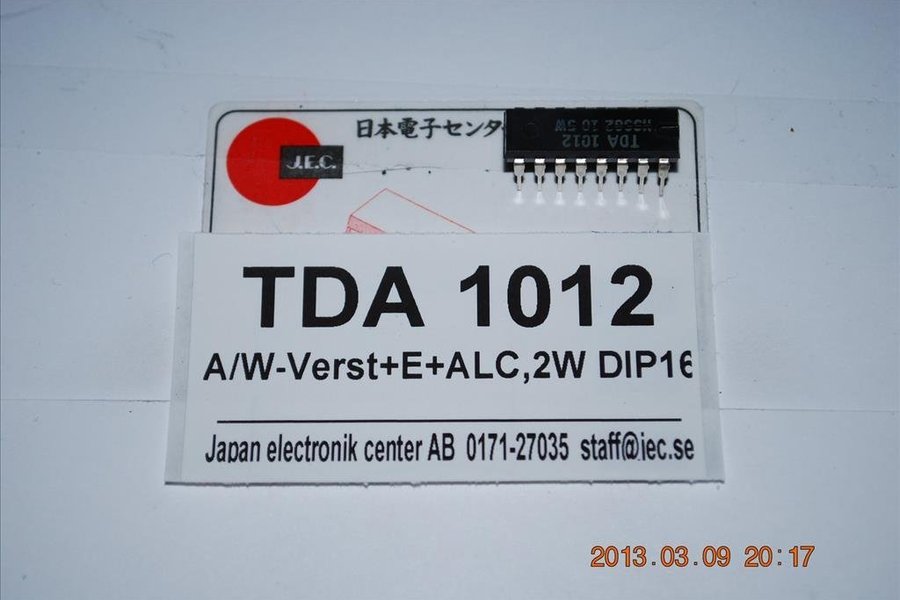 日本電子センタ
J.E.C.
TDA 1012
TDA 1012
A/W-Verst+E+ALC,2W DIP16
Japan electronik center AB 0171-27035 staff@jec.se
2013.03.09 20:17